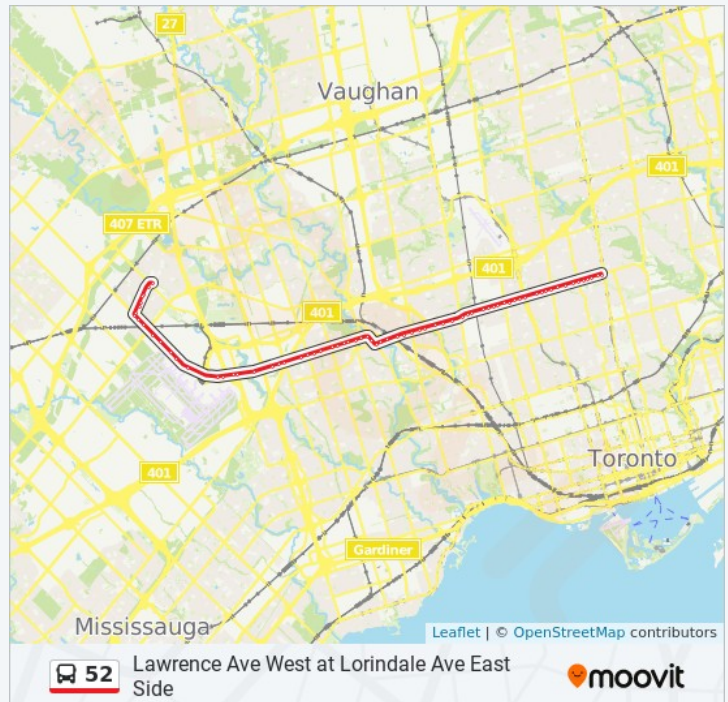 27
Vaughan
401
407 ETR
401
401
401
Toronto
Gardiner
Mississauga
Leaflet | © OpenStreetMap contributors
52
Lawrence Ave West at Lorindale Ave East
Side
moovit